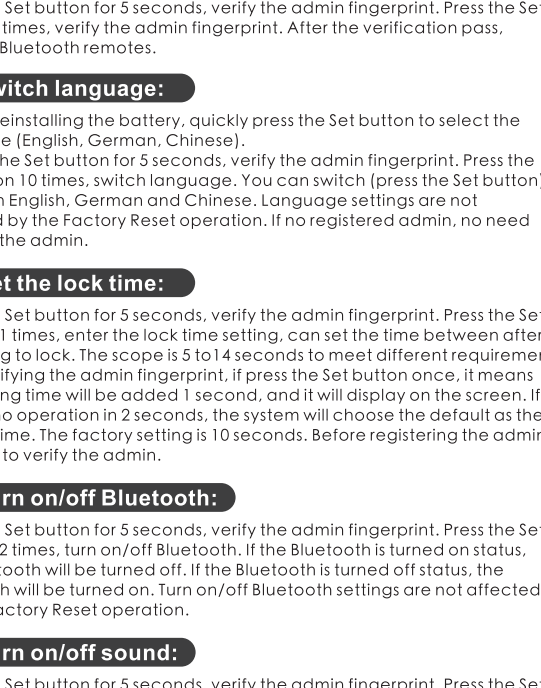 Set button for 5 seconds, verify the admin fingerprint. Press the Set
times, verify the admin fingerprint. After the verification pass,
Bluetooth remotes.
witch language:
einstalling the battery, quickly press the Set button to select the
e (English, German, Chinese).
he Set button for 5 seconds, verify the admin fingerprint. Press the
on 10 times, switch language. You can switch (press the Set button)
n English, German and Chinese. Language settings are not
d by the Factory Reset operation. If no registered admin, no need
the admin.
et the lock time:
Set button for 5 seconds, verify the admin fingerprint. Press the Set
1 times, enter the lock time setting, can set the time between after
g to lock. The scope is 5 to14 seconds to meet different requiremen
ifying the admin fingerprint, if press the Set button once, it means
ng time will be added 1 second, and it will display on the screen. If
no operation in 2 seconds, the system will choose the default as the
ime. The factory setting is 10 seconds. Before registering the admin
to verify the admin.
rn on/off Bluetooth:
Set button for 5 seconds, verify the admin fingerprint. Press the Set
2 times, turn on/off Bluetooth. If the Bluetooth is turned on status,
tooth will be turned off. If the Bluetooth is turned off status, the
h will be turned on. Turn on/off Bluetooth settings are not affected
actory Reset operation.
rn on/off sound:
Set button for 5 seconds, verify the admin fingerprint. Press the Set